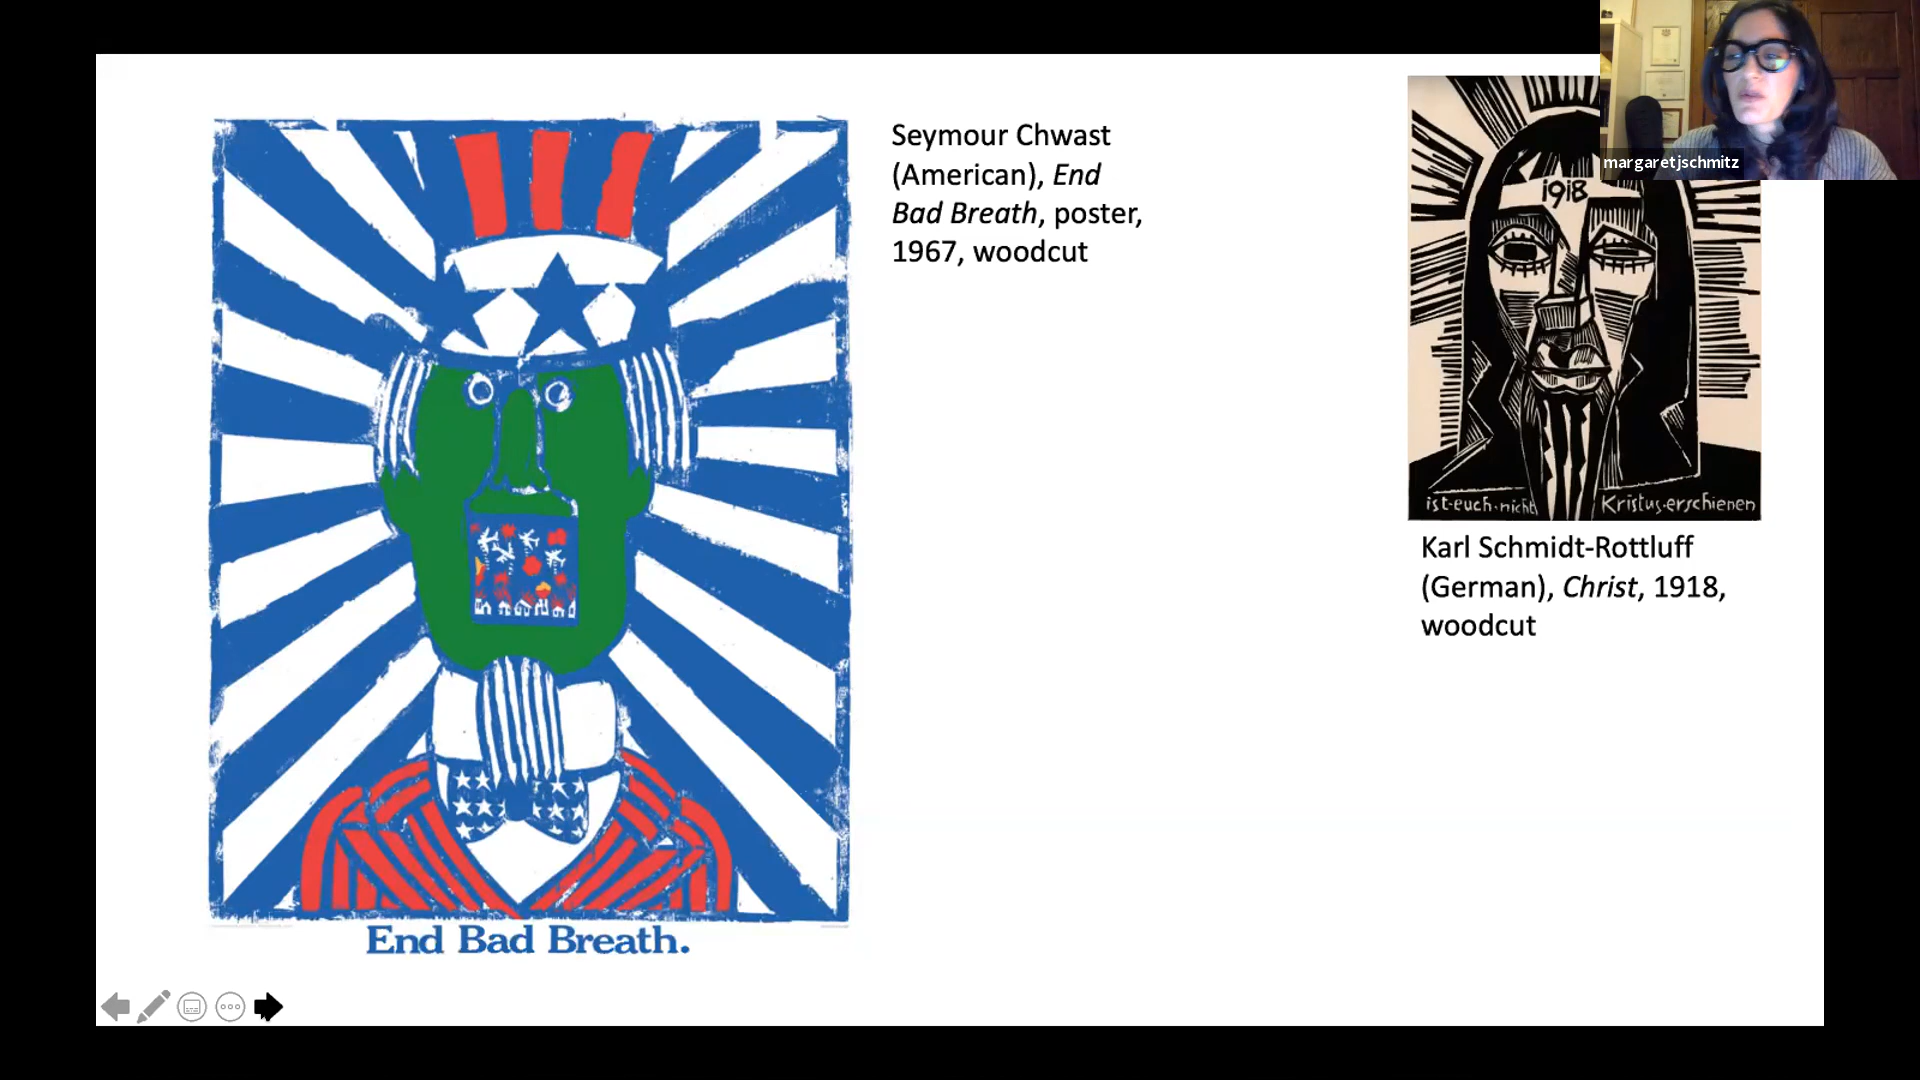 Seymour Chwast
(American), End
Bad Breath, poster,
1967, woodcut
End Bad Breath.
margaretjschmitz
1918
ist·euch·nicht
Kristus·erschienen
Karl Schmidt-Rottluff
(German), Christ, 1918,
woodcut